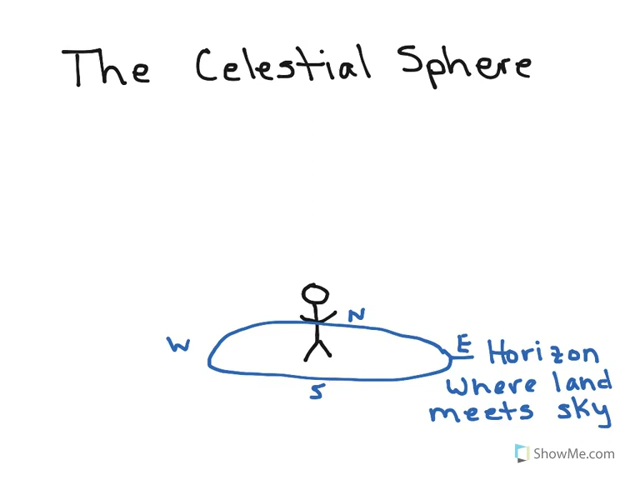 The Celestial Sphere
N
W
E Horizon
where land
S
meets sky
ShowMe.com